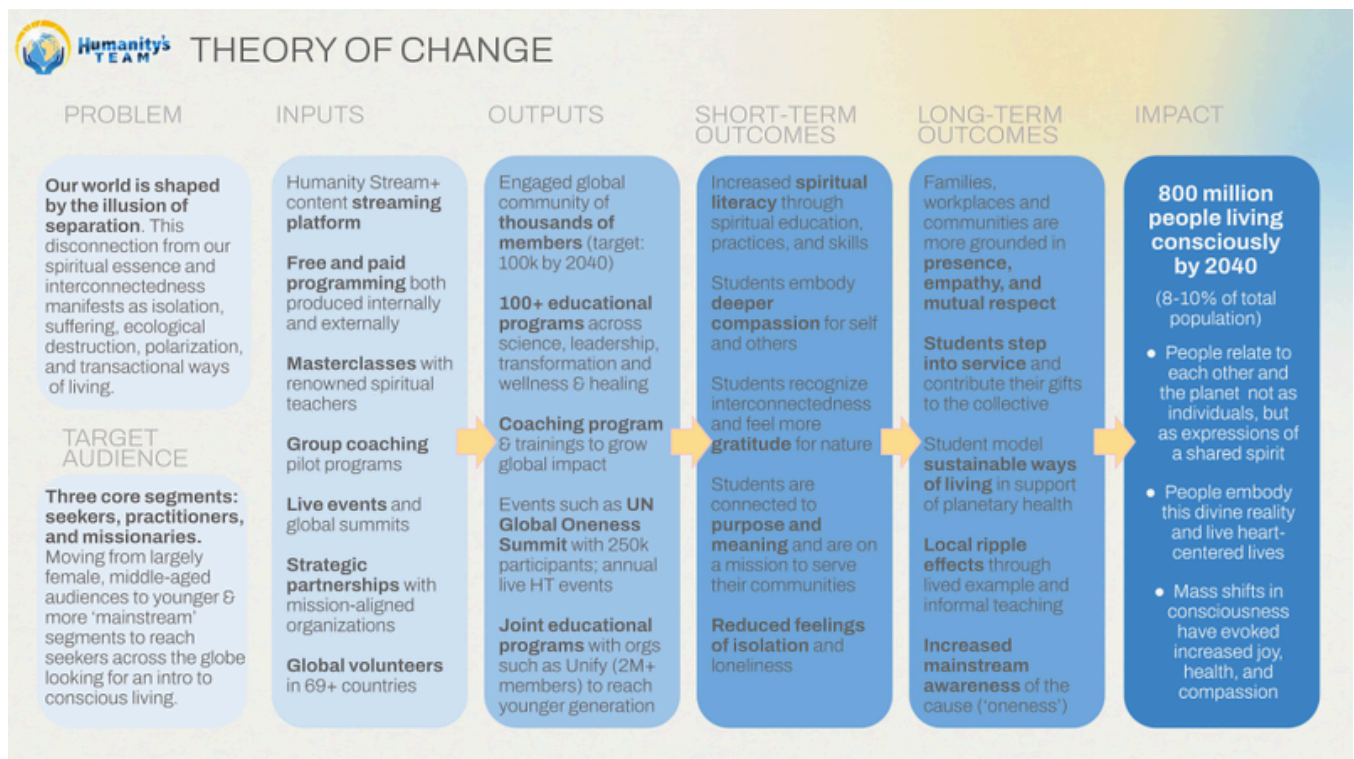 Humanity's
TEAM
THEORY OF CHANGE
PROBLEM
Our world is shaped
by the illusion of
separation. This
disconnection from our
spiritual essence and
interconnectedness
manifests as isolation,
suffering, ecological
destruction, polarization,
and transactional ways
of living.
TARGET
AUDIENCE
Three core segments:
seekers, practitioners,
and missionaries.
Moving from largely
female, middle-aged
audiences to younger &
more ‘mainstream’
segments to reach
seekers across the globe
looking for an intro to
conscious living.
INPUTS
Humanity Stream+
content streaming
platform
Free and paid
programming both
produced internally
and externally
Masterclasses with
renowned spiritual
teachers
Group coaching
pilot programs
Live events and
global summits
Strategic
partnerships with
mission-aligned
organizations
Global volunteers
in 69+ countries
OUTPUTS
Engaged global
community of
thousands of
members (target:
100k by 2040)
100+ educational
programs across
science, leadership,
transformation and
wellness & healing
Coaching program
& trainings to grow
global impact
Events such as UN
Global Oneness
Summit with 250k
participants; annual
live HT events
Joint educational
programs with orgs
such as Unify (2M+
members) to reach
younger generation
SHORT-TERM
OUTCOMES
Increased spiritual
literacy through
spiritual education,
practices, and skills
Students embody
deeper
compassion for self
and others
Students recognize
interconnectedness
and feel more
gratitude for nature
Students are
connected to
purpose and
meaning and are on
a mission to serve
their communities
Reduced feelings
of isolation and
loneliness
LONG-TERM
OUTCOMES
Families,
workplaces and
communities are
more grounded in
presence,
empathy, and
mutual respect
Students step
into service and
contribute their gifts
to the collective
Student model
sustainable ways
of living in support
of planetary health
Local ripple
effects through
lived example and
informal teaching
Increased
mainstream
awareness of the
cause (‘oneness’)
IMPACT
800 million
people living
consciously
by 2040
(8-10% of total
population)
● People relate to
each other and
the planet not as
individuals, but
as expressions of
a shared spirit
● People embody
this divine reality
and live heart-
centered lives
● Mass shifts in
consciousness
have evoked
increased joy,
health, and
compassion